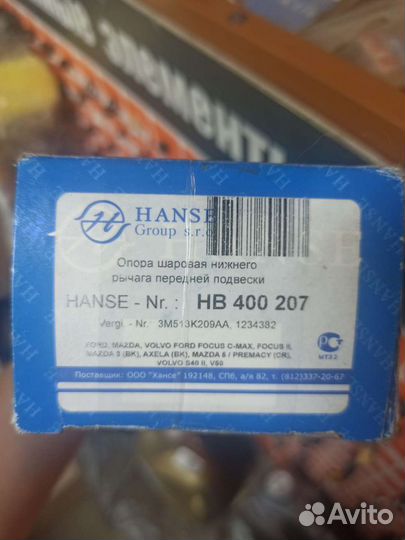 ные элемент
HANSE
Group s.r.o
Опора шаровая нижнего
рычага передней подвески
HANSE - Nr. : HB 400 207
Vergl. - Nr. 3M513K209AA, 1234382
FORD, MAZDA, VOLVO FORD FOCUS C-MAX, FOCUS II,
MAZDA 3 (BK), AXELA (BK), MAZDA 5 / PREMACY (CR),
VOLVO S40 II, V50
Поставщик: ООО "Хансе" 192148, СПб, а/я 82, т. (812)337-20-67
Avito